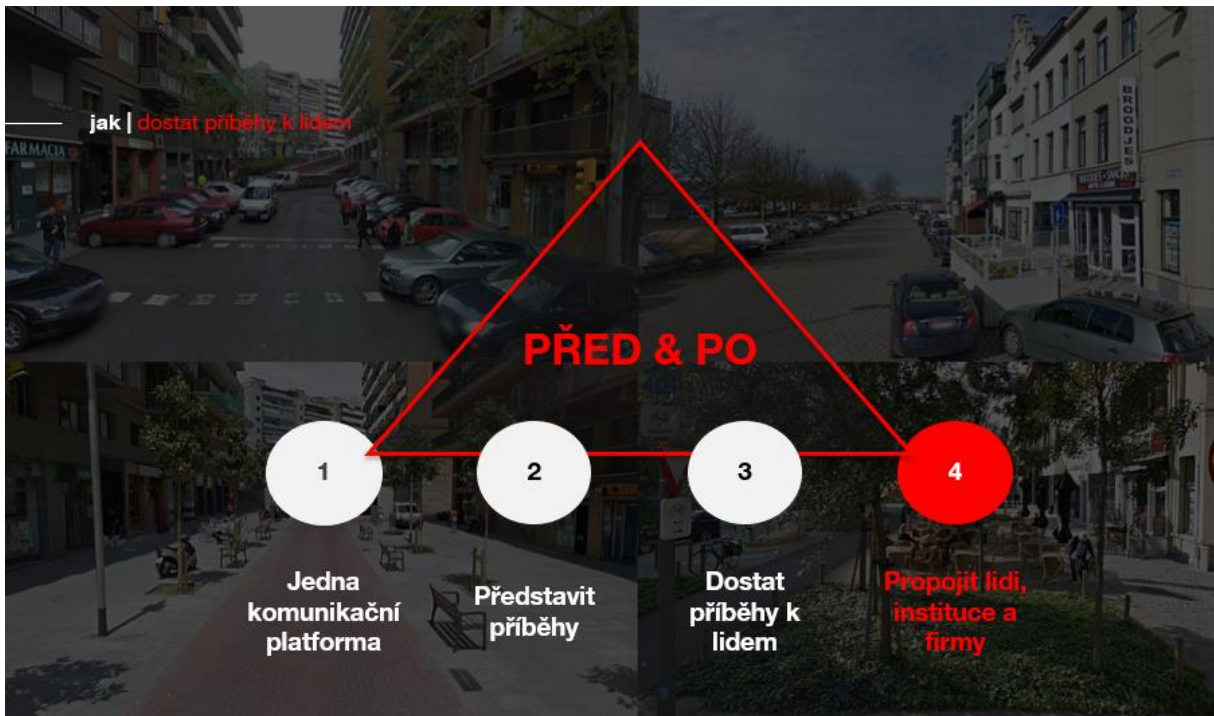 jak | dostat příběhy k lidem
FARMACIA
BROODJES
PŘED & PO
1
2
3
4
Jedna
komunikační
platforma
Představit
příběhy
Dostat
příběhy k
lidem
Propojit lidi,
instituce a
firmy